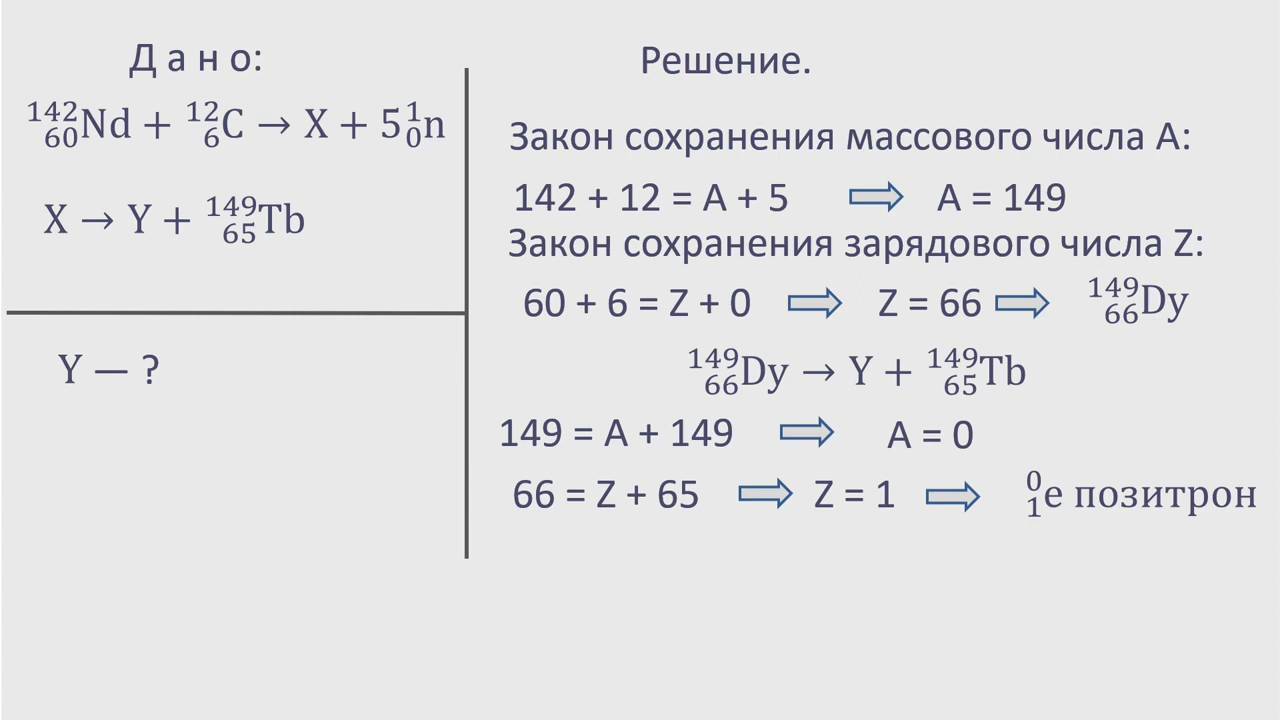 Д а н о:
¹⁴²₆₀Nd + ¹²₆C → X + 5¹₀n
X → Y + ¹⁴⁹₆₅Tb
Y — ?
Решение.
Закон сохранения массового числа А:
142 + 12 = А + 5 ⇨ А = 149
Закон сохранения зарядового числа Z:
60 + 6 = Z + 0 ⇨ Z = 66 ⇨ ¹⁴⁹₆₆Dy
¹⁴⁹₆₆Dy → Y + ¹⁴⁹₆₅Tb
149 = А + 149 ⇨ А = 0
66 = Z + 65 ⇨ Z = 1 ⇨ ⁰₁e позитрон